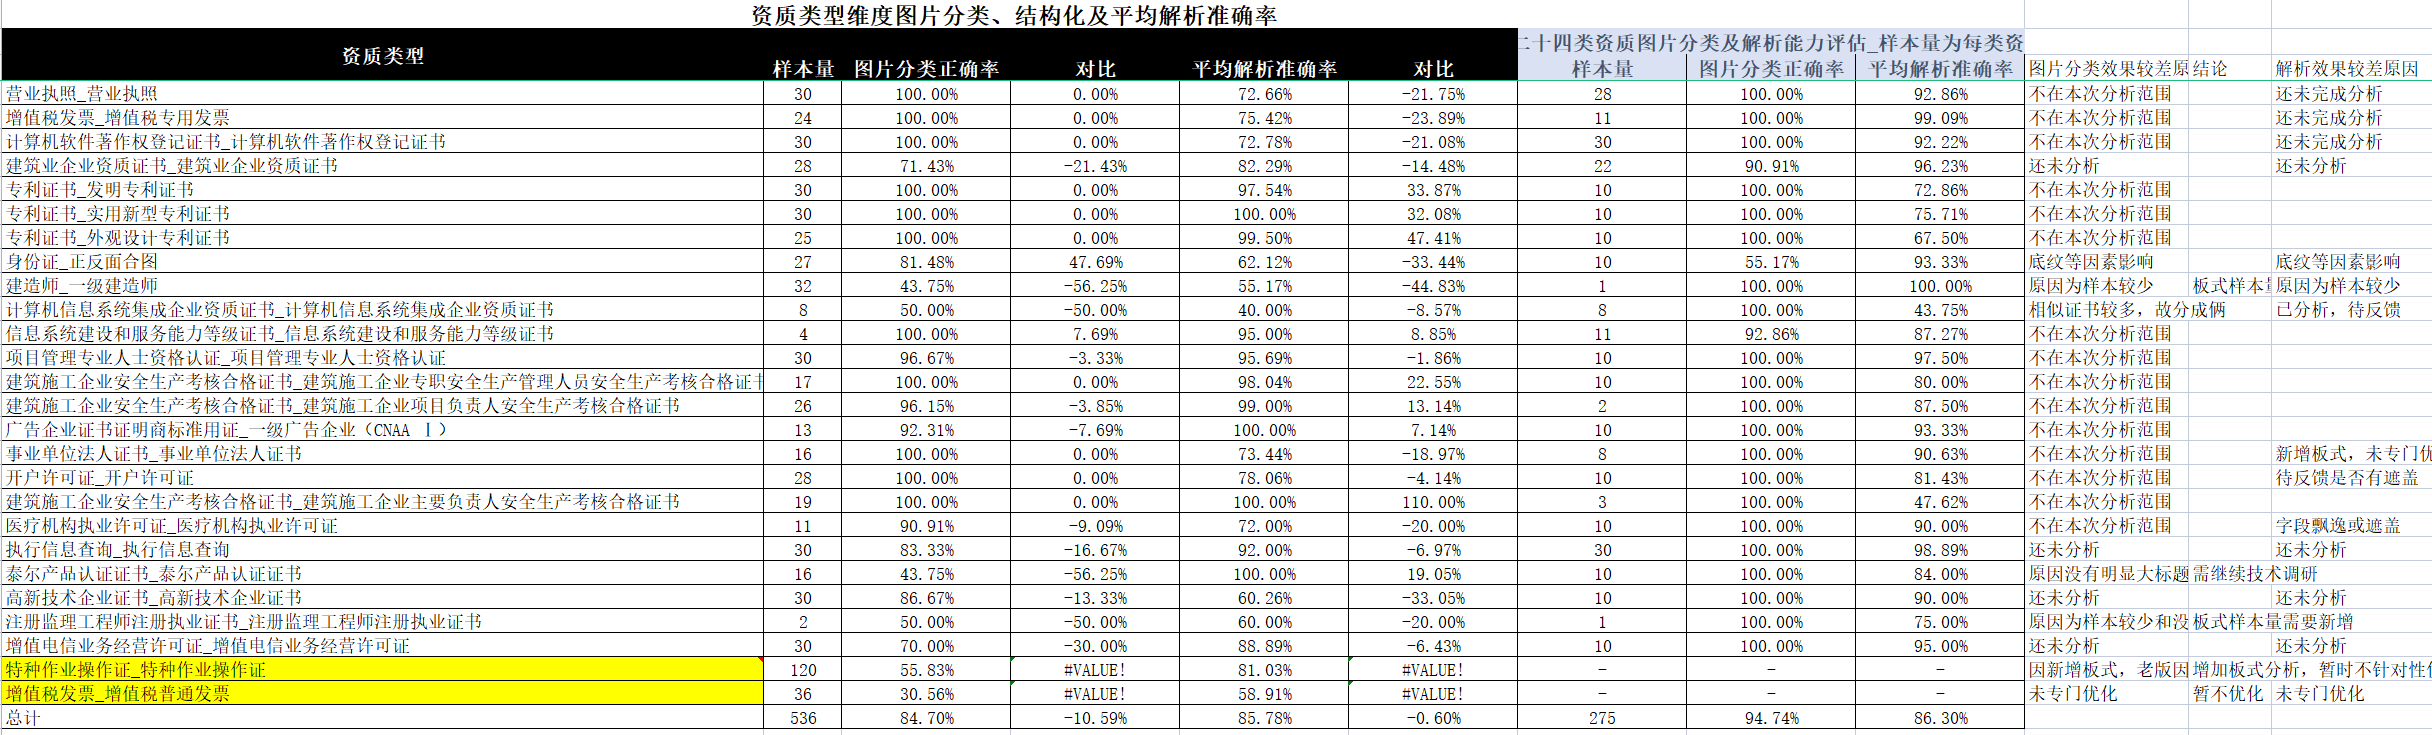 资质类型维度图片分类、结构化及平均解析准确率
二十四类资质图片分类及解析能力评估_样本量为每类资
资质类型 样本量 图片分类正确率 对比 平均解析准确率 对比 样本量 图片分类正确率 平均解析准确率 图片分类效果较差原 结论 解析效果较差原因
营业执照_营业执照 30 100.00% 0.00% 72.66% -21.75% 28 100.00% 92.86% 不在本次分析范围 还未完成分析
增值税发票_增值税专用发票 24 100.00% 0.00% 75.42% -23.89% 11 100.00% 99.09% 不在本次分析范围 还未完成分析
计算机软件著作权登记证书_计算机软件著作权登记证书 30 100.00% 0.00% 72.78% -21.08% 30 100.00% 92.22% 不在本次分析范围 还未完成分析
建筑业企业资质证书_建筑业企业资质证书 28 71.43% -21.43% 82.29% -14.48% 22 90.91% 96.23% 还未分析 还未分析
专利证书_发明专利证书 30 100.00% 0.00% 97.54% 33.87% 10 100.00% 72.86% 不在本次分析范围
专利证书_实用新型专利证书 30 100.00% 0.00% 100.00% 32.08% 10 100.00% 75.71% 不在本次分析范围
专利证书_外观设计专利证书 25 100.00% 0.00% 99.50% 47.41% 10 100.00% 67.50% 不在本次分析范围
身份证_正反面合图 27 81.48% 47.69% 62.12% -33.44% 10 55.17% 93.33% 底纹等因素影响 底纹等因素影响
建造师_一级建造师 32 43.75% -56.25% 55.17% -44.83% 1 100.00% 100.00% 原因为样本较少 板式样本 原因为样本较少
计算机信息系统集成企业资质证书_计算机信息系统集成企业资质证书 8 50.00% -50.00% 40.00% -8.57% 8 100.00% 43.75% 相似证书较多，故分成俩 已分析，待反馈
信息系统建设和服务能力等级证书_信息系统建设和服务能力等级证书 4 100.00% 7.69% 95.00% 8.85% 11 92.86% 87.27% 不在本次分析范围
项目管理专业人士资格认证_项目管理专业人士资格认证 30 96.67% -3.33% 95.69% -1.86% 10 100.00% 97.50% 不在本次分析范围
建筑施工企业安全生产考核合格证书_建筑施工企业专职安全生产管理人员安全生产考核合格证书 17 100.00% 0.00% 98.04% 22.55% 10 100.00% 80.00% 不在本次分析范围
建筑施工企业安全生产考核合格证书_建筑施工企业项目负责人安全生产考核合格证书 26 96.15% -3.85% 99.00% 13.14% 2 100.00% 87.50% 不在本次分析范围
广告企业证书证明商标准用证_一级广告企业（CNAA Ⅰ） 13 92.31% -7.69% 100.00% 7.14% 10 100.00% 93.33% 不在本次分析范围
事业单位法人证书_事业单位法人证书 16 100.00% 0.00% 73.44% -18.97% 8 100.00% 90.63% 不在本次分析范围 新增板式，未专门优
开户许可证_开户许可证 28 100.00% 0.00% 78.06% -4.14% 10 100.00% 81.43% 不在本次分析范围 待反馈是否有遮盖
建筑施工企业安全生产考核合格证书_建筑施工企业主要负责人安全生产考核合格证书 19 100.00% 0.00% 100.00% 110.00% 3 100.00% 47.62% 不在本次分析范围
医疗机构执业许可证_医疗机构执业许可证 11 90.91% -9.09% 72.00% -20.00% 10 100.00% 90.00% 不在本次分析范围 字段飘逸或遮盖
执行信息查询_执行信息查询 30 83.33% -16.67% 92.00% -6.97% 30 100.00% 98.89% 还未分析 还未分析
泰尔产品认证证书_泰尔产品认证证书 16 43.75% -56.25% 100.00% 19.05% 10 100.00% 84.00% 原因没有明显大标题 需继续技术调研
高新技术企业证书_高新技术企业证书 30 86.67% -13.33% 60.26% -33.05% 10 100.00% 90.00% 还未分析 还未分析
注册监理工程师注册执业证书_注册监理工程师注册执业证书 2 50.00% -50.00% 60.00% -20.00% 1 100.00% 75.00% 原因为样本较少和没 板式样本量需要新增
增值电信业务经营许可证_增值电信业务经营许可证 30 70.00% -30.00% 88.89% -6.43% 10 100.00% 95.00% 还未分析 还未分析
特种作业操作证_特种作业操作证 120 55.83% #VALUE! 81.03% #VALUE! - - - 因新增板式，老版因 增加板式分析，暂时不针对性优
增值税发票_增值税普通发票 36 30.56% #VALUE! 58.91% #VALUE! - - - 未专门优化 暂不优化 未专门优化
总计 536 84.70% -10.59% 85.78% -0.60% 275 94.74% 86.30%